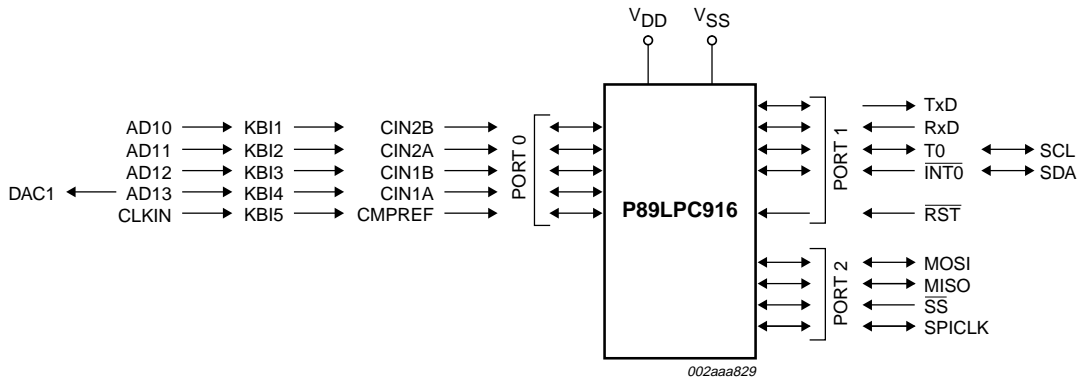 VDD VSS
AD10 KBI1 CIN2B
AD11 KBI2 CIN2A
AD12 KBI3 CIN1B
DAC1 AD13 KBI4 CIN1A
CLKIN KBI5 CMPREF
PORT 0
P89LPC916
PORT 1
TxD
RxD
T0 SCL
INT0 SDA
RST
PORT 2
MOSI
MISO
SS
SPICLK
002aaa829